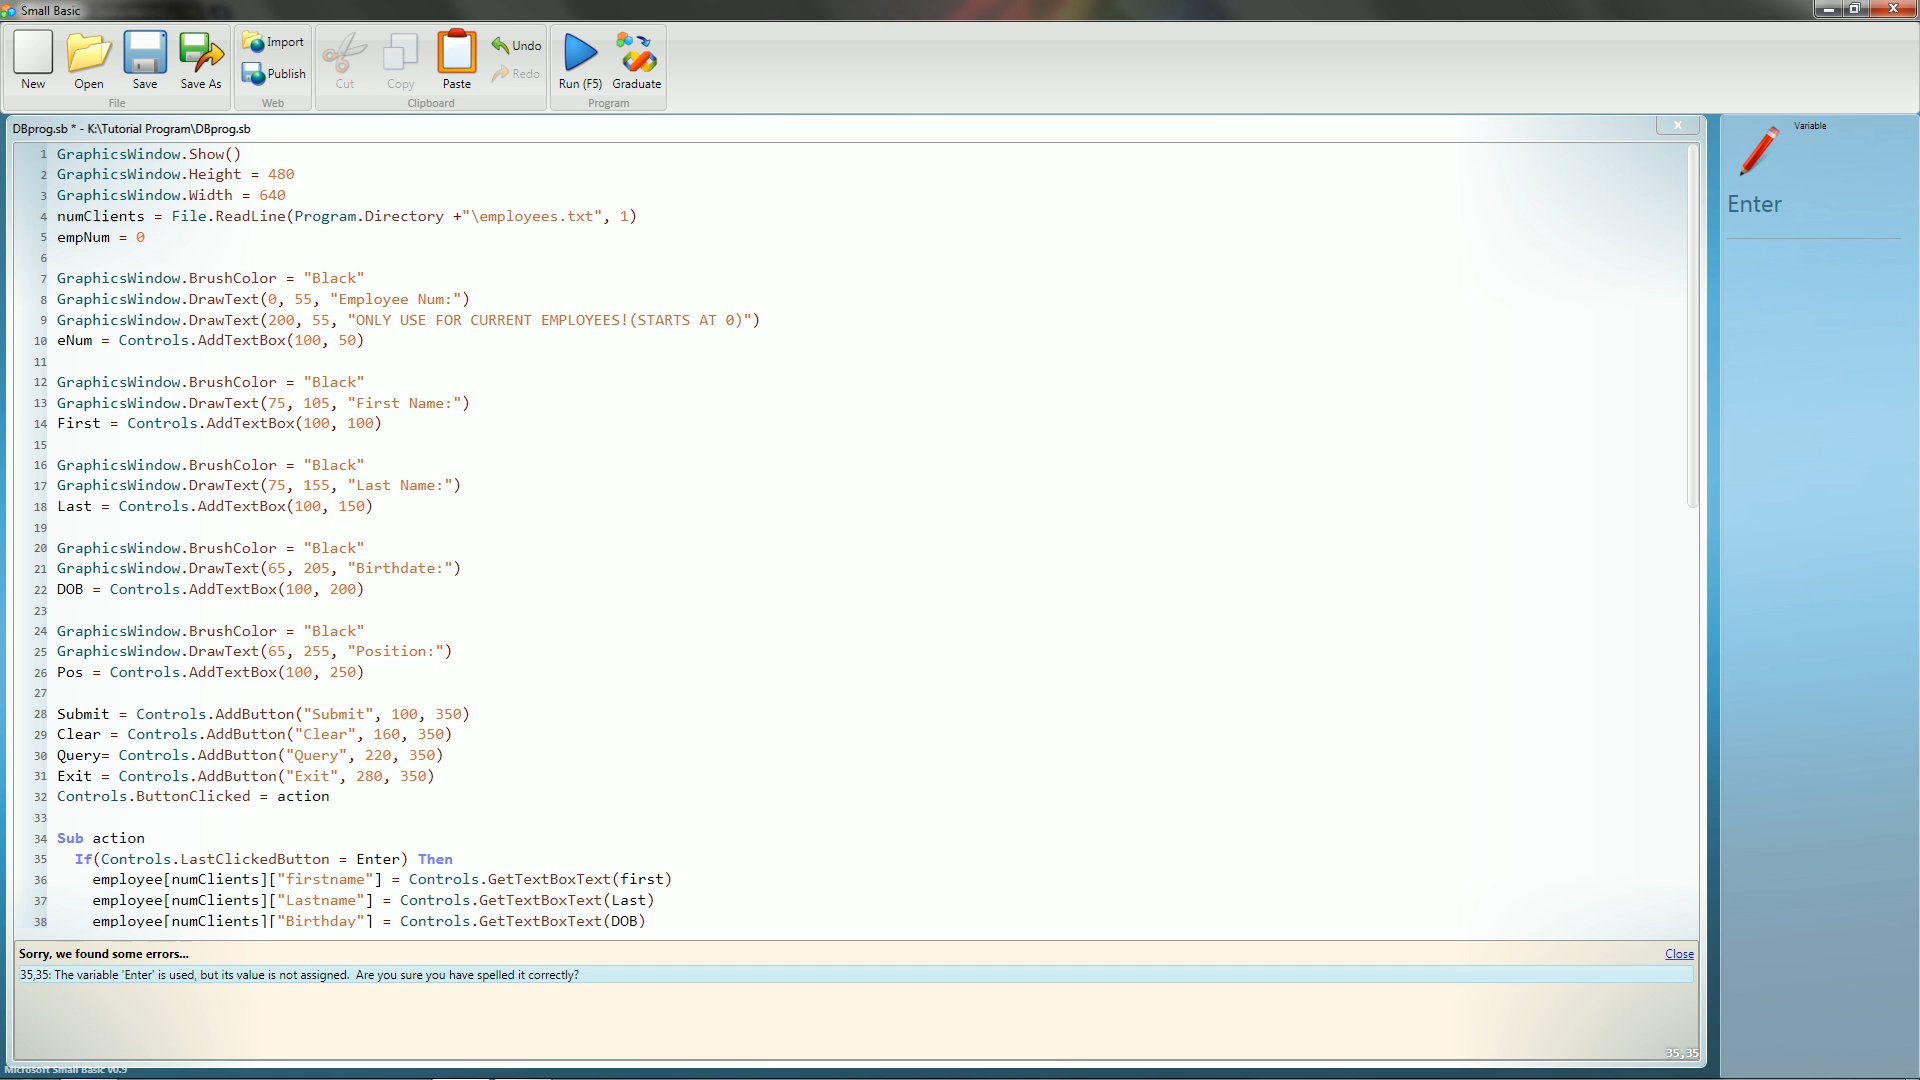 Small Basic
New
Open
Save
Save As
File
Import
Publish
Web
Cut
Copy
Paste
Undo
Redo
Clipboard
Run (F5)
Graduate
Program
DBprog.sb * - K:\Tutorial Program\DBprog.sb
x
1 GraphicsWindow.Show()
2 GraphicsWindow.Height = 480
3 GraphicsWindow.Width = 640
4 numClients = File.ReadLine(Program.Directory +"\employees.txt", 1)
5 empNum = 0
6
7 GraphicsWindow.BrushColor = "Black"
8 GraphicsWindow.DrawText(0, 55, "Employee Num:")
9 GraphicsWindow.DrawText(200, 55, "ONLY USE FOR CURRENT EMPLOYEES!(STARTS AT 0)")
10 eNum = Controls.AddTextBox(100, 50)
11
12 GraphicsWindow.BrushColor = "Black"
13 GraphicsWindow.DrawText(75, 105, "First Name:")
14 First = Controls.AddTextBox(100, 100)
15
16 GraphicsWindow.BrushColor = "Black"
17 GraphicsWindow.DrawText(75, 155, "Last Name:")
18 Last = Controls.AddTextBox(100, 150)
19
20 GraphicsWindow.BrushColor = "Black"
21 GraphicsWindow.DrawText(65, 205, "Birthdate:")
22 DOB = Controls.AddTextBox(100, 200)
23
24 GraphicsWindow.BrushColor = "Black"
25 GraphicsWindow.DrawText(65, 255, "Position:")
26 Pos = Controls.AddTextBox(100, 250)
27
28 Submit = Controls.AddButton("Submit", 100, 350)
29 Clear = Controls.AddButton("Clear", 160, 350)
30 Query= Controls.AddButton("Query", 220, 350)
31 Exit = Controls.AddButton("Exit", 280, 350)
32 Controls.ButtonClicked = action
33
34 Sub action
35 If(Controls.LastClickedButton = Enter) Then
36 employee[numClients]["firstname"] = Controls.GetTextBoxText(first)
37 employee[numClients]["Lastname"] = Controls.GetTextBoxText(Last)
38 employee[numClients]["Birthday"] = Controls.GetTextBoxText(DOB)
Sorry, we found some errors...
Close
35,35: The variable 'Enter' is used, but its value is not assigned. Are you sure you have spelled it correctly?
35,35
Microsoft Small Basic v0.9
Variable
Enter